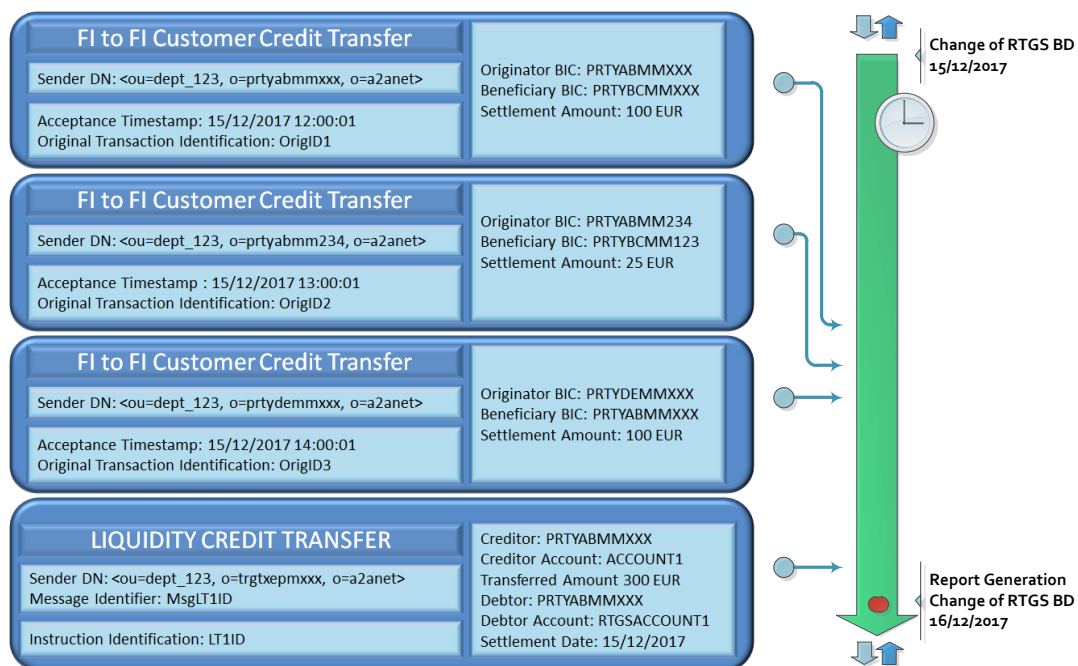 FI to FI Customer Credit Transfer
Sender DN: <ou=dept_123, o=prtyabmmxxx, o=a2anet>
Acceptance Timestamp: 15/12/2017 12:00:01
Original Transaction Identification: OrigID1
Originator BIC: PRTYABMMXXX
Beneficiary BIC: PRTYBCMMXXX
Settlement Amount: 100 EUR
FI to FI Customer Credit Transfer
Sender DN: <ou=dept_123, o=prtyabmm234, o=a2anet>
Acceptance Timestamp : 15/12/2017 13:00:01
Original Transaction Identification: OrigID2
Originator BIC: PRTYABMM234
Beneficiary BIC: PRTYBCMM123
Settlement Amount: 25 EUR
FI to FI Customer Credit Transfer
Sender DN: <ou=dept_123, o=prtydemmxxx, o=a2anet>
Acceptance Timestamp: 15/12/2017 14:00:01
Original Transaction Identification: OrigID3
Originator BIC: PRTYDEMMXXX
Beneficiary BIC: PRTYABMMXXX
Settlement Amount: 100 EUR
LIQUIDITY CREDIT TRANSFER
Sender DN: <ou=dept_123, o=trgtxepmxxx, o=a2anet>
Message Identifier: MsgLT1ID
Instruction Identification: LT1ID
Creditor: PRTYABMMXXX
Creditor Account: ACCOUNT1
Transferred Amount 300 EUR
Debtor: PRTYABMMXXX
Debtor Account: RTGSACCOUNT1
Settlement Date: 15/12/2017
Change of RTGS BD
15/12/2017
Report Generation
Change of RTGS BD
16/12/2017